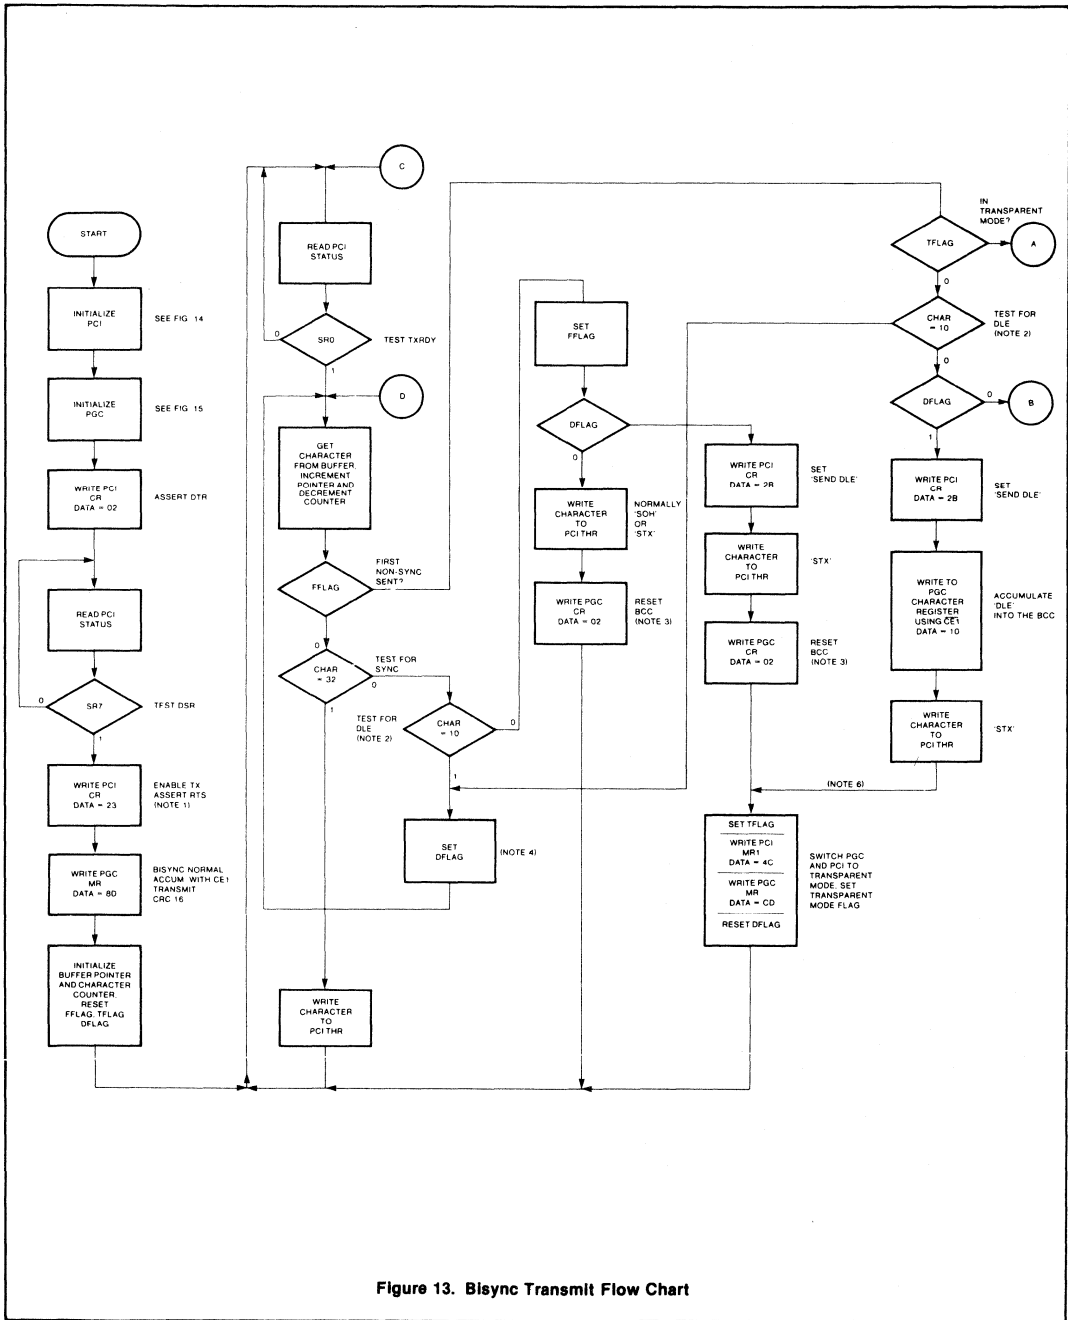 START
INITIALIZE
PCI
SEE FIG. 14
INITIALIZE
PGC
SEE FIG. 15
WRITE PCI
CR
DATA = 02
ASSERT DTR
READ PCI
STATUS
0
SR7
TEST DSR
1
WRITE PCI
CR
DATA = 23
ENABLE TX
ASSERT RTS
(NOTE 1)
WRITE PGC
MR
DATA = 8D
BISYNC NORMAL
ACCUM. WITH CE1
TRANSMIT
CRC 16
INITIALIZE
BUFFER POINTER
AND CHARACTER
COUNTER.
RESET
FFLAG, TFLAG
DFLAG
C
READ PCI
STATUS
0
SR0
TEST TXRDY
1
D
GET
CHARACTER
FROM BUFFER,
INCREMENT
POINTER AND
DECREMENT
COUNTER
FIRST
NON-SYNC
SENT?
FFLAG
0
CHAR
= 32
TEST FOR
SYNC
0
1
TEST FOR
DLE
(NOTE 2)
CHAR
= 10
0
1
SET
DFLAG
(NOTE 4)
WRITE
CHARACTER
TO
PCI THR
SET
FFLAG
DFLAG
0
WRITE
CHARACTER
TO
PCI THR
NORMALLY
'SOH'
OR
'STX'
WRITE PGC
CR
DATA = 02
RESET
BCC
(NOTE 3)
WRITE PCI
CR
DATA = 2B
SET
'SEND DLE'
WRITE
CHARACTER
TO
PCI THR
'STX'
WRITE PGC
CR
DATA = 02
RESET
BCC
(NOTE 3)
IN
TRANSPARENT
MODE?
TFLAG
A
0
CHAR
= 10
TEST FOR
DLE
(NOTE 2)
0
DFLAG
0
B
1
WRITE PCI
CR
DATA = 2B
SET
'SEND DLE'
WRITE TO
PGC
CHARACTER
REGISTER
USING CE1
DATA = 10
ACCUMULATE
'DLE'
INTO THE BCC
WRITE
CHARACTER
TO
PCI THR
'STX'
(NOTE 6)
SET TFLAG
WRITE PCI
MR1
DATA = 4C
WRITE PGC
MR
DATA = CD
RESET DFLAG
SWITCH PGC
AND PCI TO
TRANSPARENT
MODE. SET
TRANSPARENT
MODE FLAG
Figure 13. Bisync Transmit Flow Chart